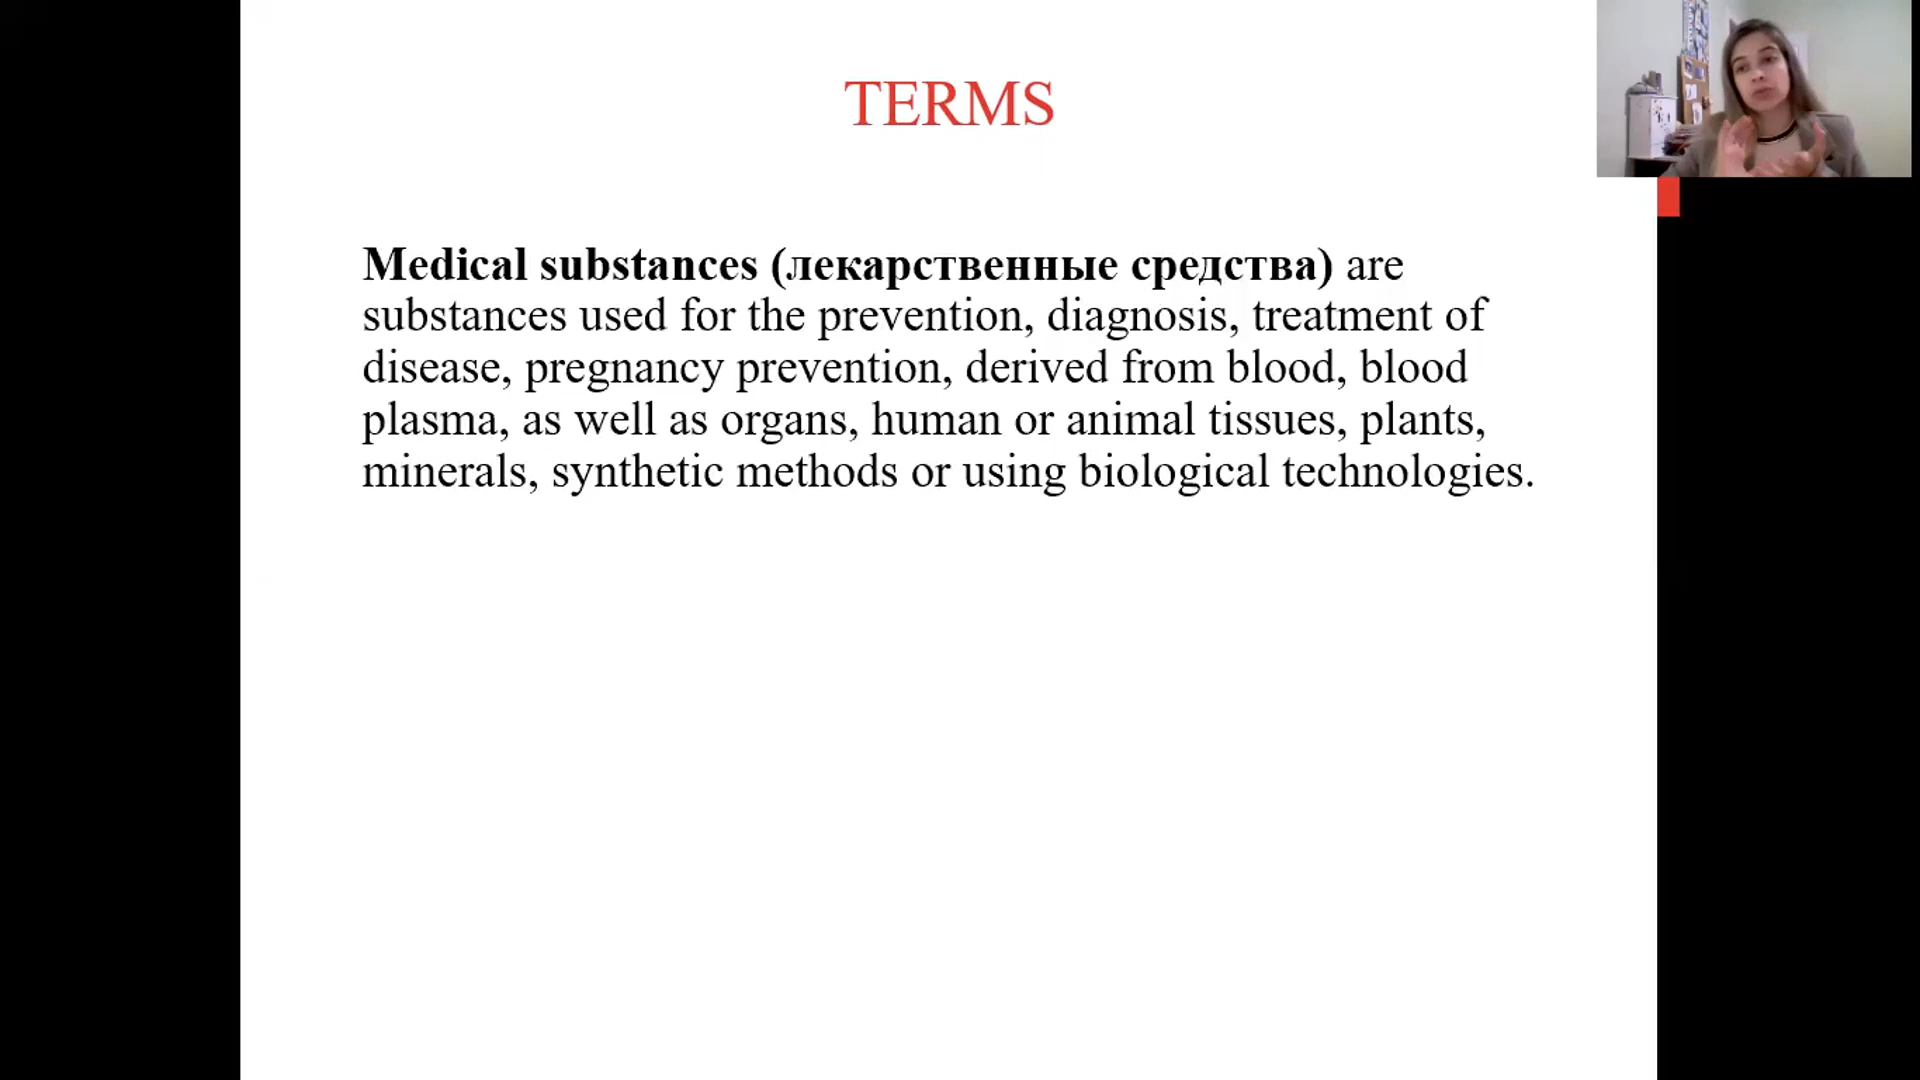 TERMS
Medical substances (лекарственные средства) are
substances used for the prevention, diagnosis, treatment of
disease, pregnancy prevention, derived from blood, blood
plasma, as well as organs, human or animal tissues, plants,
minerals, synthetic methods or using biological technologies.